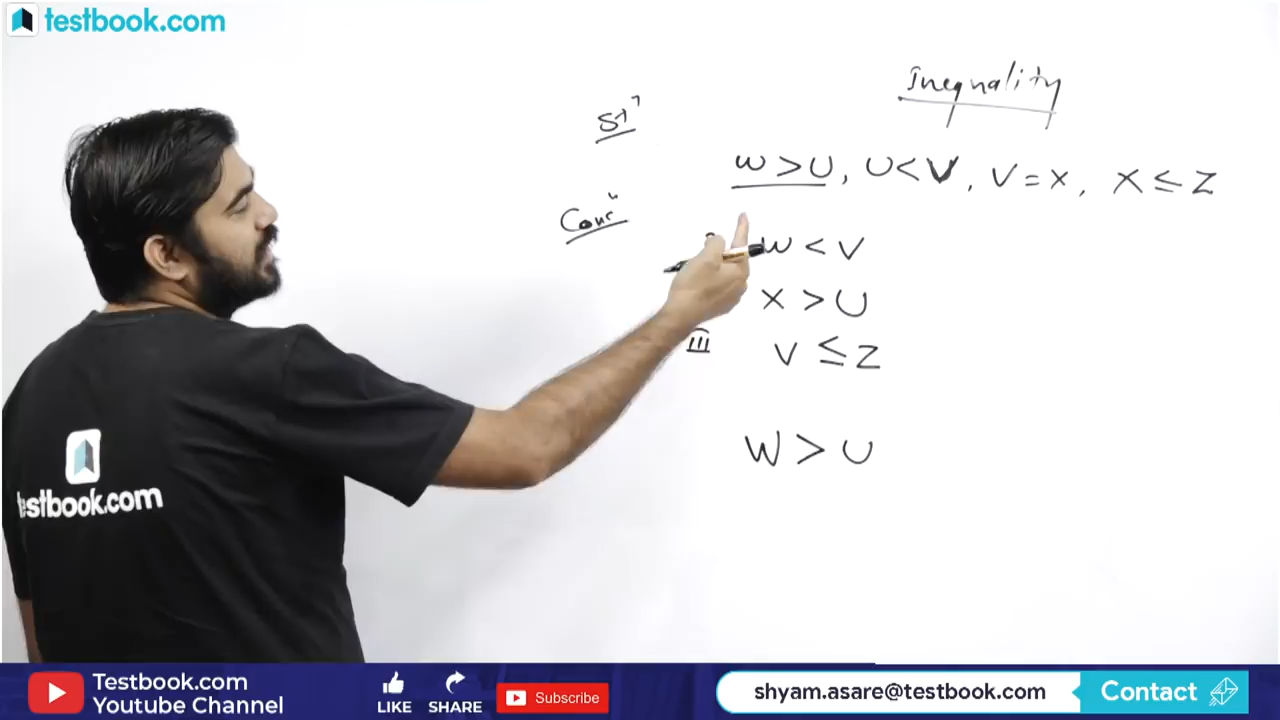 testbook.com
Inequality
St⁷
W > U, U < V, V = X, X ≤ Z
Conc"
W < V
X > U
III V ≤ Z
W > U
testbook.com
Testbook.com
Youtube Channel
LIKE
SHARE
Subscribe
shyam.asare@testbook.com
Contact